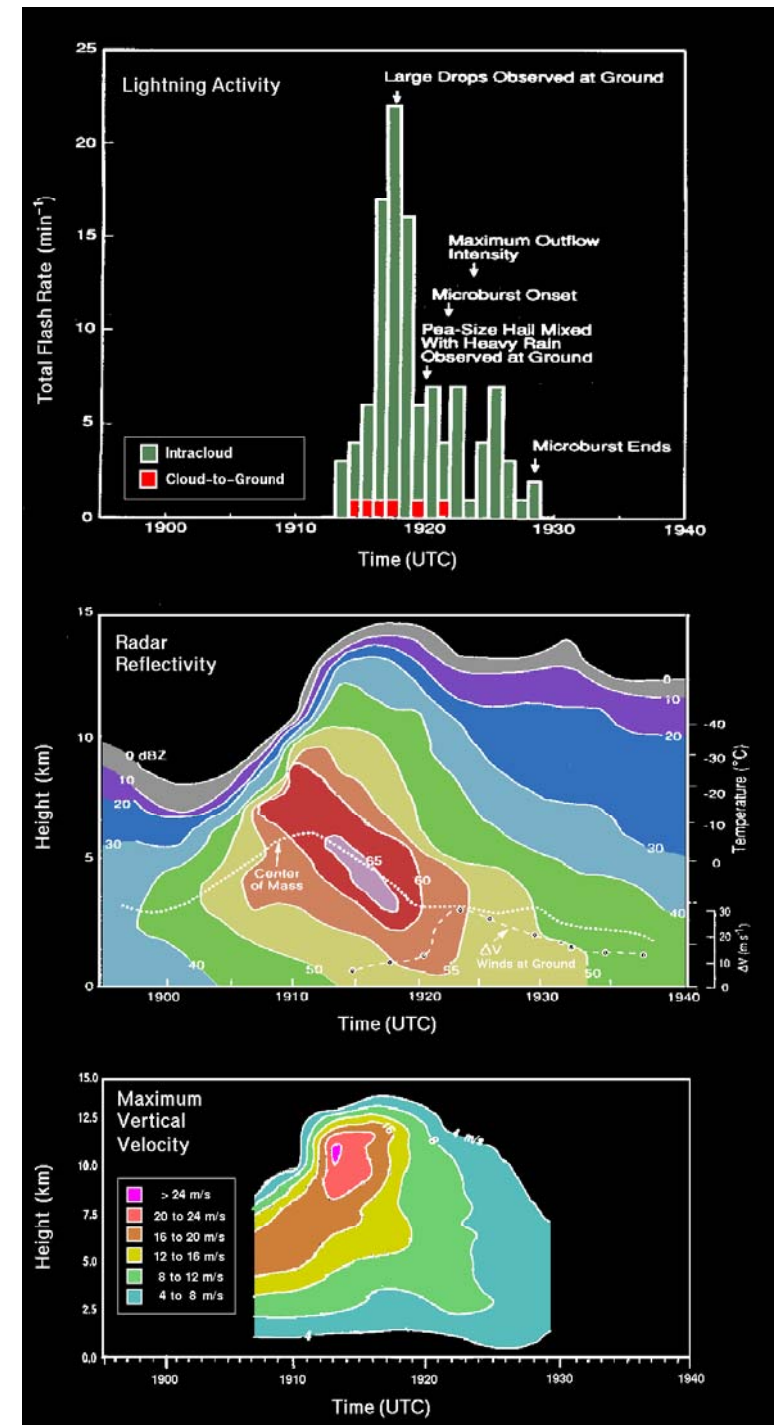 25
20
15
10
5
0
Total Flash Rate (min⁻¹)
Lightning Activity
Large Drops Observed at Ground
Maximum Outflow
Intensity
Microburst Onset
Pea-Size Hail Mixed
With Heavy Rain
Observed at Ground
Microburst Ends
Intracloud
Cloud-to-Ground
1900
1910
1920
1930
1940
Time (UTC)
15
10
5
0
Height (km)
Radar
Reflectivity
0 dBZ
10
20
30
40
50
55
60
65
50
40
30
20
10
0
Center
of Mass
ΔV
Winds at Ground
-40
-30
-20
-10
0
Temperature (°C)
30
20
10
0
ΔV (m s⁻¹)
1900
1910
1920
1930
1940
Time (UTC)
15.0
12.5
10.0
7.5
5.0
2.5
0.0
Height (km)
Maximum
Vertical
Velocity
> 24 m/s
20 to 24 m/s
16 to 20 m/s
12 to 16 m/s
8 to 12 m/s
4 to 8 m/s
16
8
4 m/s
4
1900
1910
1920
1930
1940
Time (UTC)